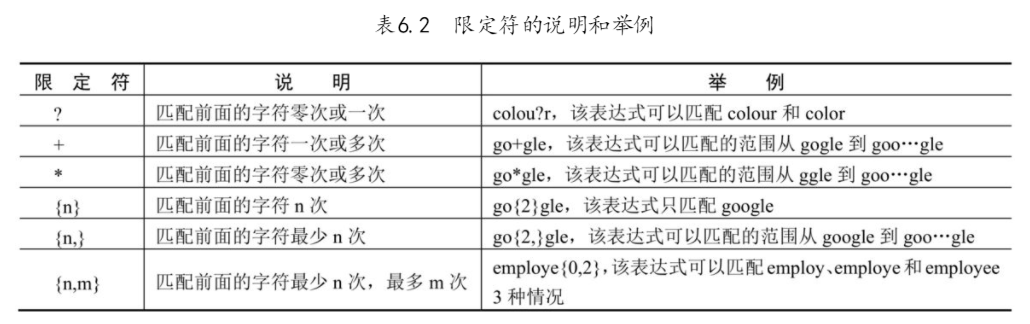 表6.2 限定符的说明和举例
限 定 符 说 明 举 例
? 匹配前面的字符零次或一次 colou?r，该表达式可以匹配 colour 和 color
+ 匹配前面的字符一次或多次 go+gle，该表达式可以匹配的范围从 gogle 到 goo…gle
* 匹配前面的字符零次或多次 go*gle，该表达式可以匹配的范围从 ggle 到 goo…gle
{n} 匹配前面的字符 n 次 go{2}gle，该表达式只匹配 google
{n,} 匹配前面的字符最少 n 次 go{2,}gle，该表达式可以匹配的范围从 google 到 goo…gle
{n,m} 匹配前面的字符最少 n 次，最多 m 次 employe{0,2}，该表达式可以匹配 employ、employe 和 employee
3 种情况